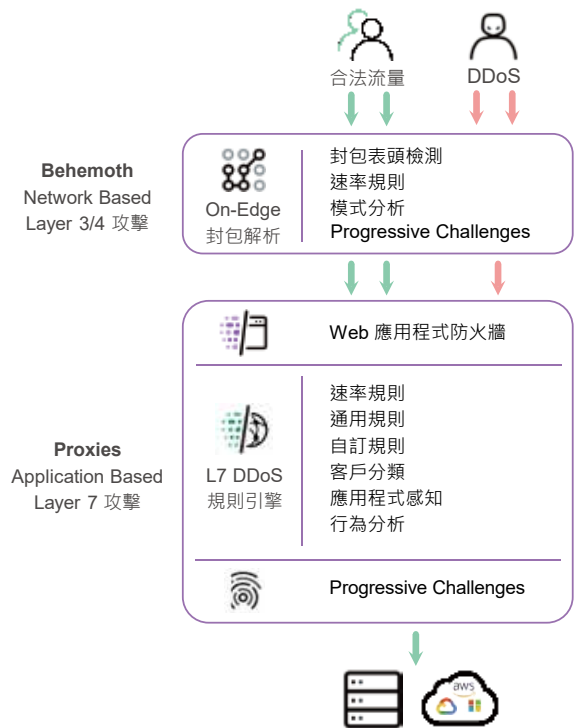 合法流量
DDoS
Behemoth
Network Based
Layer 3/4 攻擊
On-Edge
封包解析
封包表頭檢測
速率規則
模式分析
Progressive Challenges
Web 應用程式防火牆
Proxies
Application Based
Layer 7 攻擊
L7 DDoS
規則引擎
速率規則
通用規則
自訂規則
客戶分類
應用程式感知
行為分析
Progressive Challenges
aws